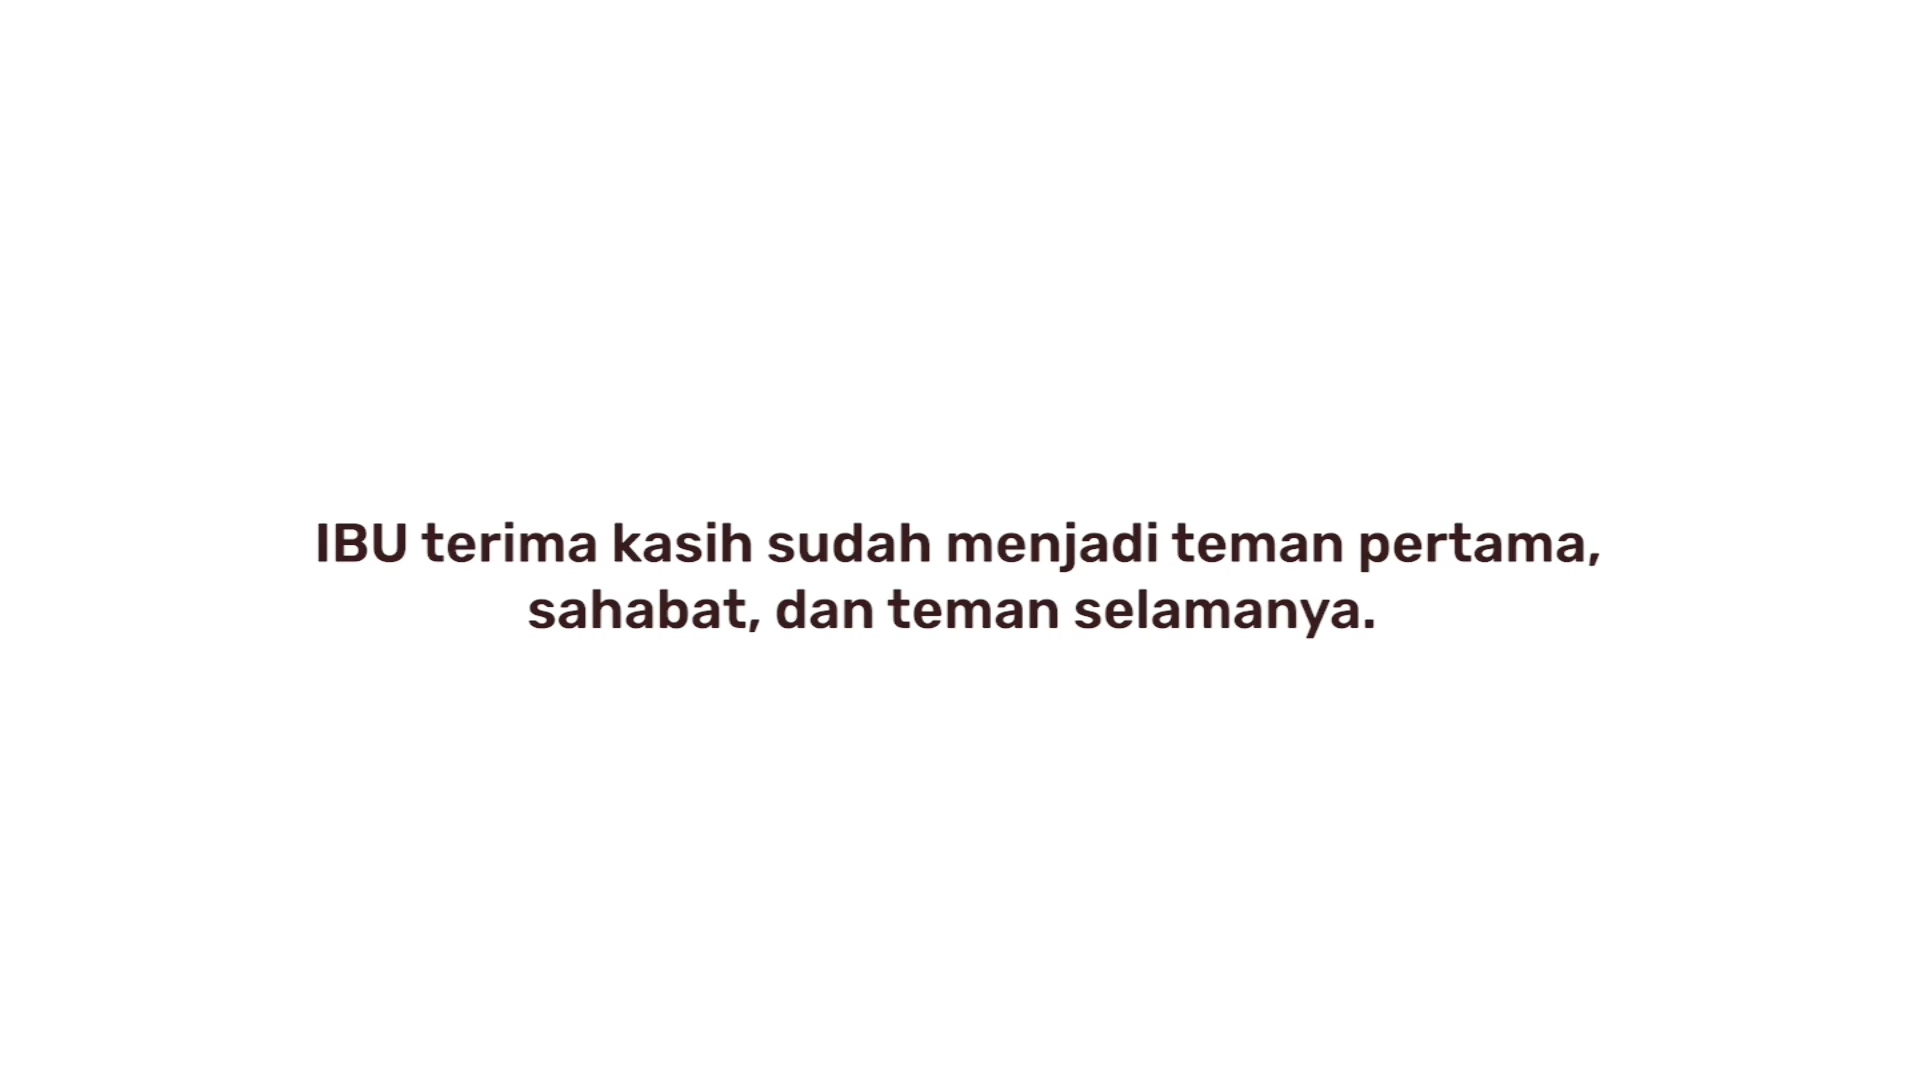 IBU terima kasih sudah menjadi teman pertama,
sahabat, dan teman selamanya.